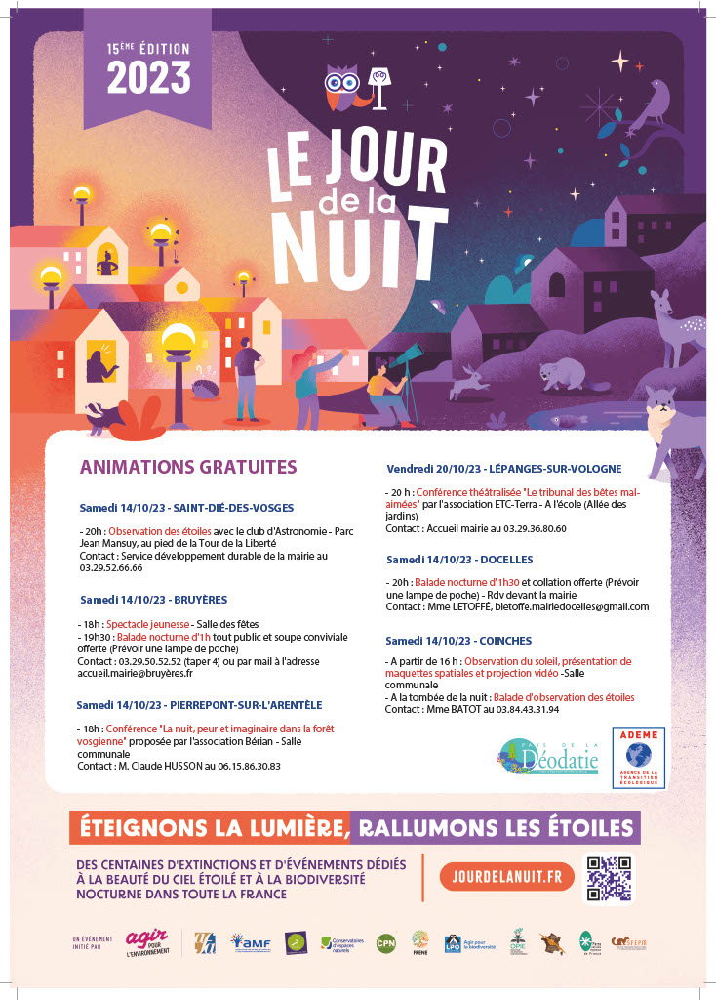 15ÈME ÉDITION
2023
LE JOUR
de la
NUIT
ANIMATIONS GRATUITES
Samedi 14/10/23 - SAINT-DIÉ-DES-VOSGES
- 20h : Observation des étoiles avec le club d'Astronomie - Parc
Jean Mansuy, au pied de la Tour de la Liberté
Contact : Service développement durable de la mairie au
03.29.52.66.66
Samedi 14/10/23 - BRUYÈRES
- 18h : Spectacle jeunesse - Salle des fêtes
- 19h30 : Balade nocturne d'1h tout public et soupe conviviale
offerte (Prévoir une lampe de poche)
Contact : 03.29.50.52.52 (taper 4) ou par mail à l'adresse
accueil.mairie@bruyères.fr
Samedi 14/10/23 - PIERREPONT-SUR-L'ARENTÈLE
- 18h : Conférence "La nuit, peur et imaginaire dans la forêt
vosgienne" proposée par l'association Bérian - Salle
communale
Contact : M. Claude HUSSON au 06.15.86.30.83
Vendredi 20/10/23 - LÉPANGES-SUR-VOLOGNE
- 20 h : Conférence théâtralisée "Le tribunal des bêtes mal-
aimées" par l'association ETC-Terra - A l'école (Allée des
jardins)
Contact : Accueil mairie au 03.29.36.80.60
Samedi 14/10/23 - DOCELLES
- 20h : Balade nocturne d'1h30 et collation offerte (Prévoir
une lampe de poche) - Rdv devant la mairie
Contact : Mme LETOFFÉ, bletoffe.mairiedocelles@gmail.com
Samedi 14/10/23 - COINCHES
- A partir de 16 h : Observation du soleil, présentation de
maquettes spatiales et projection vidéo -Salle
communale
- A la tombée de la nuit : Balade d'observation des étoiles
Contact : Mme BATOT au 03.84.43.31.94
PAYS DE LA
Déodatie
ADEME
AGENCE DE LA
TRANSITION
ÉCOLOGIQUE
ÉTEIGNONS LA LUMIÈRE, RALLUMONS LES ÉTOILES
DES CENTAINES D'EXTINCTIONS ET D'ÉVÉNEMENTS DÉDIÉS
À LA BEAUTÉ DU CIEL ÉTOILÉ ET À LA BIODIVERSITÉ
NOCTURNE DANS TOUTE LA FRANCE
JOURDELANUIT.FR
UN ÉVÉNEMENT
INITIÉ PAR
agir
POUR
L'ENVIRONNEMENT
AMF
Conservatoires
d'espaces
naturels
CPN
FRENE
LPO
Agir pour
la biodiversité
OPIE
SFEPM